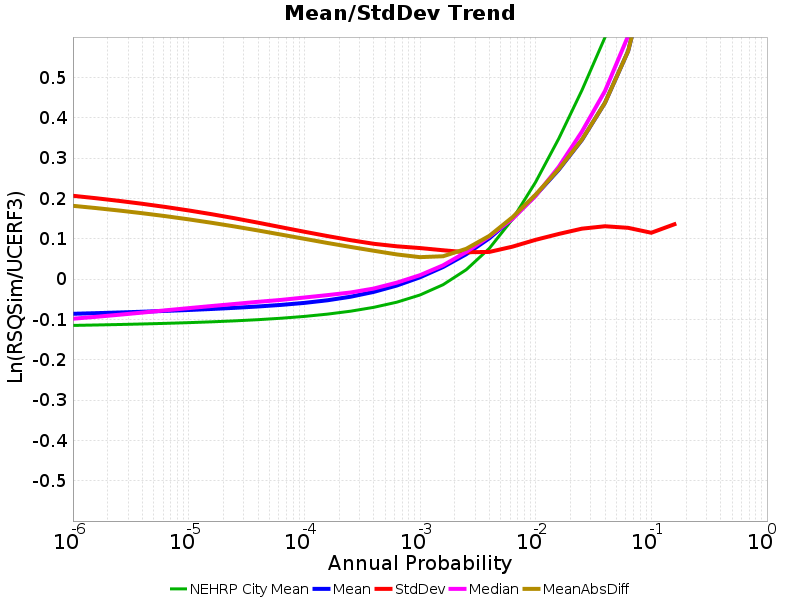 Mean/StdDev Trend
Ln(RSQSim/UCERF3)
0.5
0.4
0.3
0.2
0.1
0
-0.1
-0.2
-0.3
-0.4
-0.5
10-6 10-5 10-4 10-3 10-2 10-1 100
Annual Probability
NEHRP City Mean Mean StdDev Median MeanAbsDiff